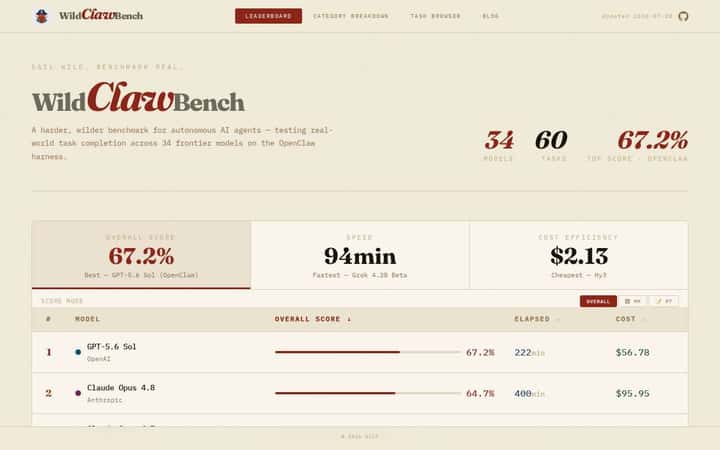 WildClawBench
LEADERBOARD
CATEGORY BREAKDOWN
TASK BROWSER
BLOG
SAIL WILD. BENCHMARK REAL.
WildClawBench
A harder, wilder benchmark for autonomous AI agents — testing real-
world task completion across 34 frontier models on the OpenClaw
harness.
34
MODELS
60
TASKS
67.2%
TOP SCORE · OPENCLAW
OVERALL SCORE
67.2%
Best — GPT-5.6 Sol (OpenClaw)
SPEED
94min
Fastest — Grok 4.20 Beta
COST EFFICIENCY
$2.13
Cheapest — Hy3
SCORE MODE
OVERALL
# MODEL OVERALL SCORE ↓ ELAPSED COST
1 GPT-5.6 Sol 67.2% 222min $56.78
OpenAI
2 Claude Opus 4.8 64.7% 400min $95.95
Anthropic